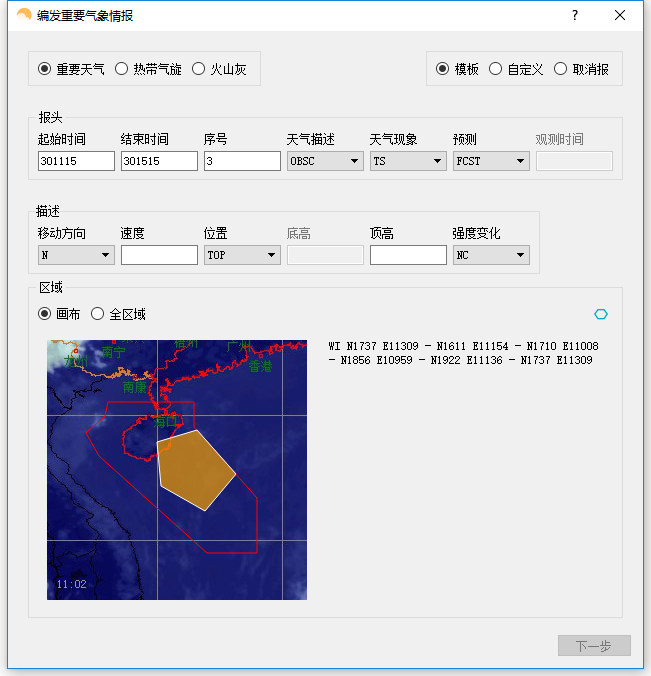 编发重要气象情报
重要天气 热带气旋 火山灰 模板 自定义 取消报
报头
起始时间 结束时间 序号 天气描述 天气现象 预测 观测时间
301115 301515 3 OBSC TS FCST
描述
移动方向 速度 位置 底高 顶高 强度变化
N TOP NC
区域
画布 全区域
WI N1737 E11309 - N1611 E11154 - N1710 E11008
- N1856 E10959 - N1922 E11136 - N1737 E11309
梧州 广州
南宁
龙州
香港
南康
海口
11:02
下一步